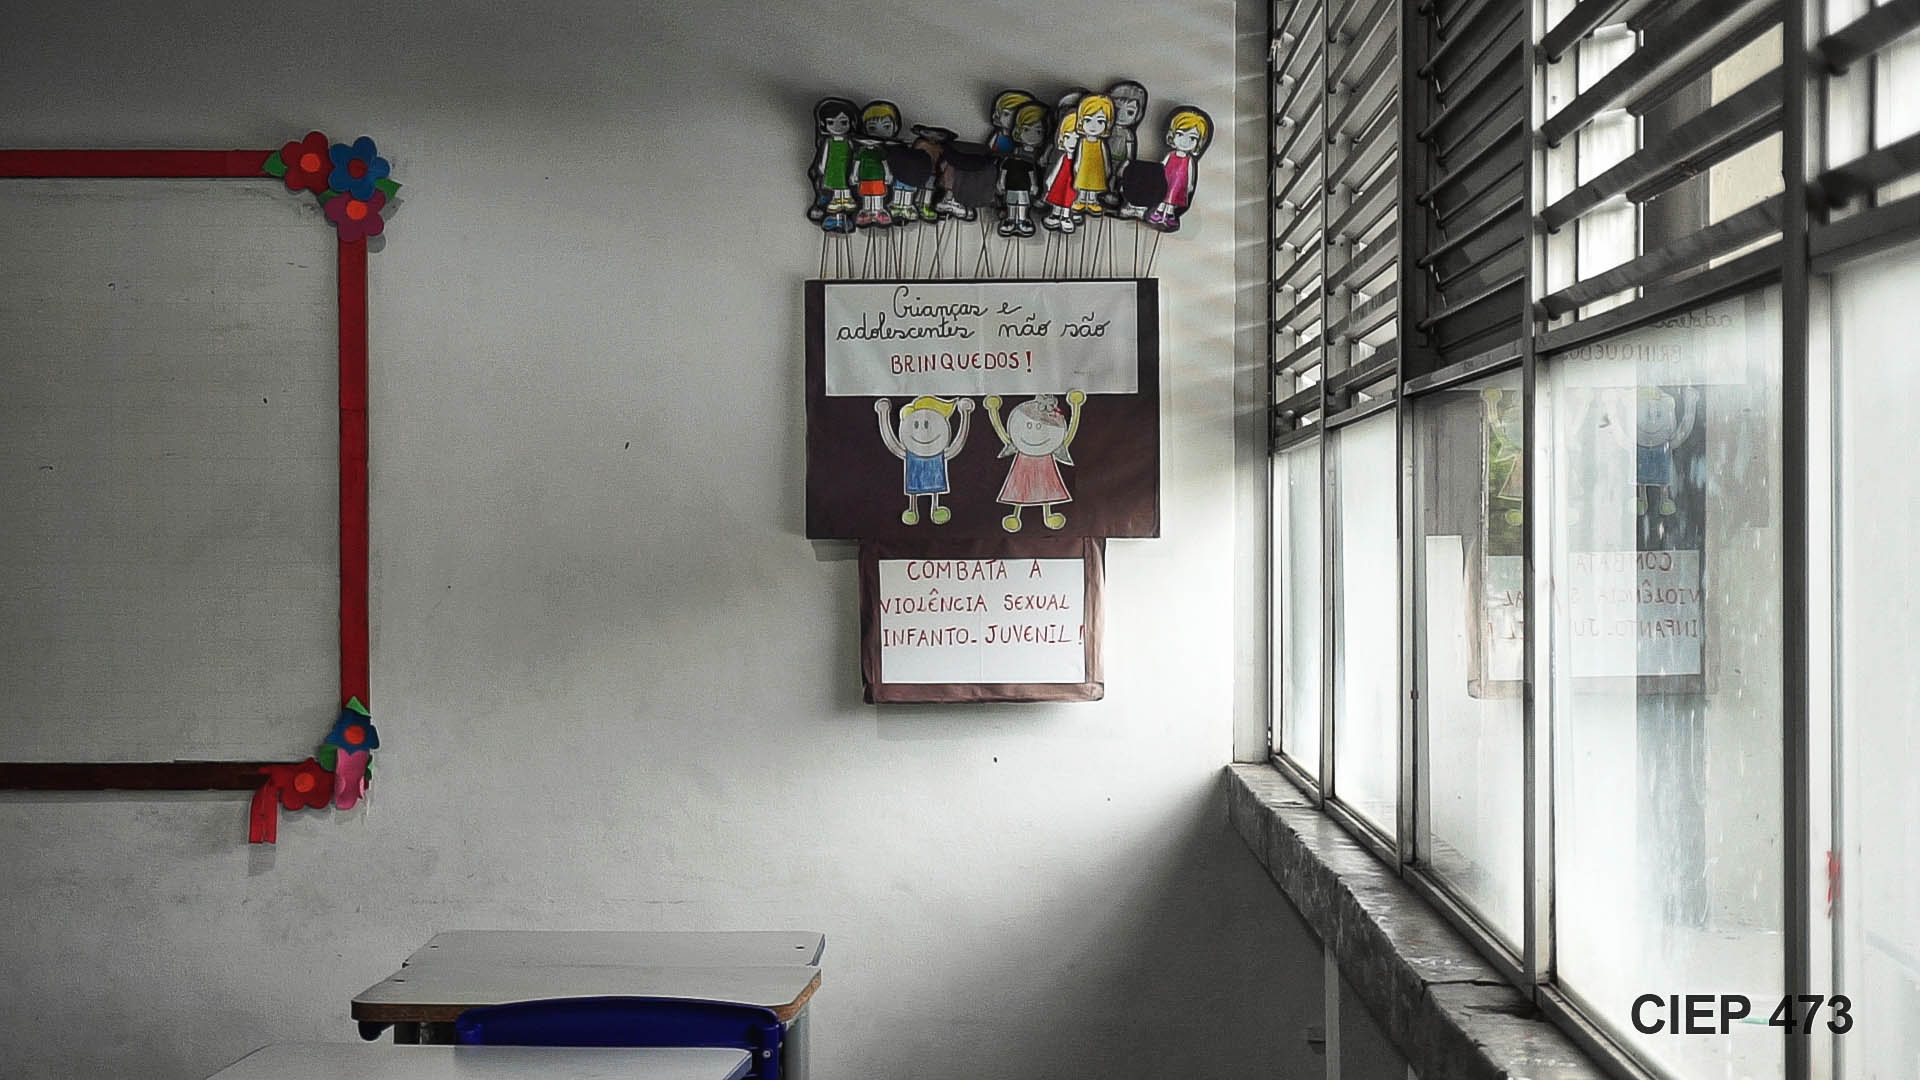 Crianças e
adolescentes não são
BRINQUEDOS!
COMBATA A
VIOLÊNCIA SEXUAL
INFANTO-JUVENIL!
CIEP 473